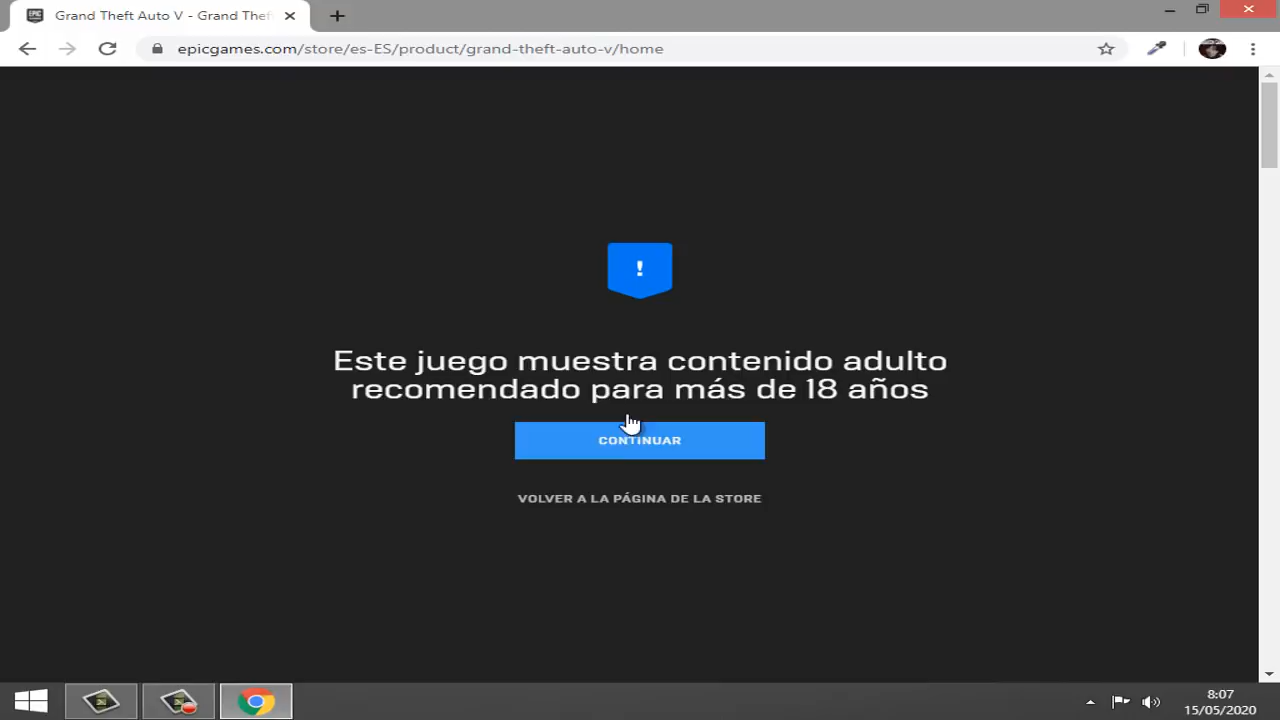 EPIC
Grand Theft Auto V - Grand Thef
epicgames.com/store/es-ES/product/grand-theft-auto-v/home
!
Este juego muestra contenido adulto
recomendado para más de 18 años
CONTINUAR
VOLVER A LA PÁGINA DE LA STORE
8:07
15/05/2020